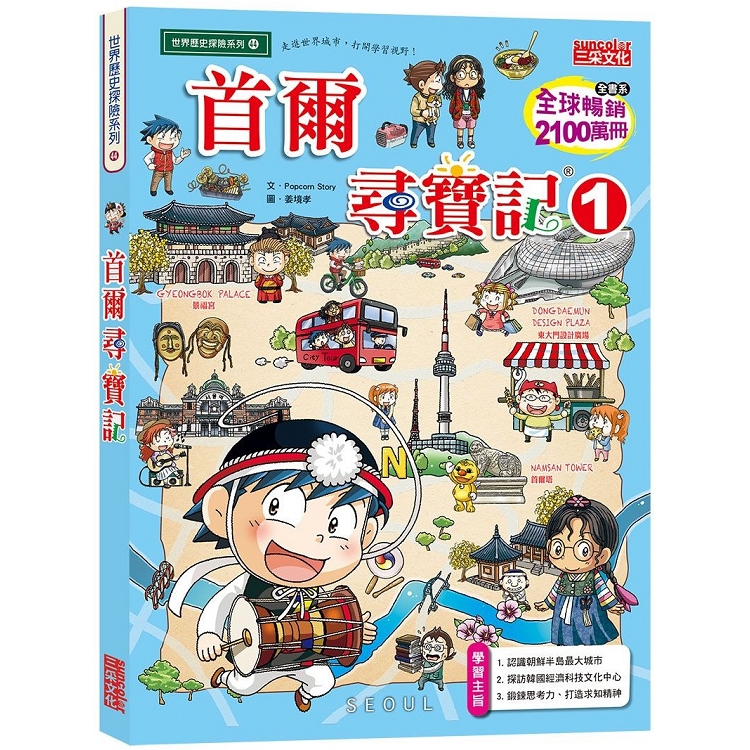 世界歷史探險系列 44
首爾尋寶記
suncolor
三采文化
世界歷史探險系列 44
走進世界城市，打開學習視野！
suncolor
三采文化
全書系
全球暢銷
2100萬冊
首爾
尋寶記® 1
文・Popcorn Story
圖・姜境孝
GYEONGBOK PALACE
景福宮
DONGDAEMUN
DESIGN PLAZA
東大門設計廣場
City Tour
N
NAMSAN TOWER
首爾塔
學習主旨
1. 認識朝鮮半島最大城市
2. 探訪韓國經濟科技文化中心
3. 鍛鍊思考力、打造求知精神
SEOUL